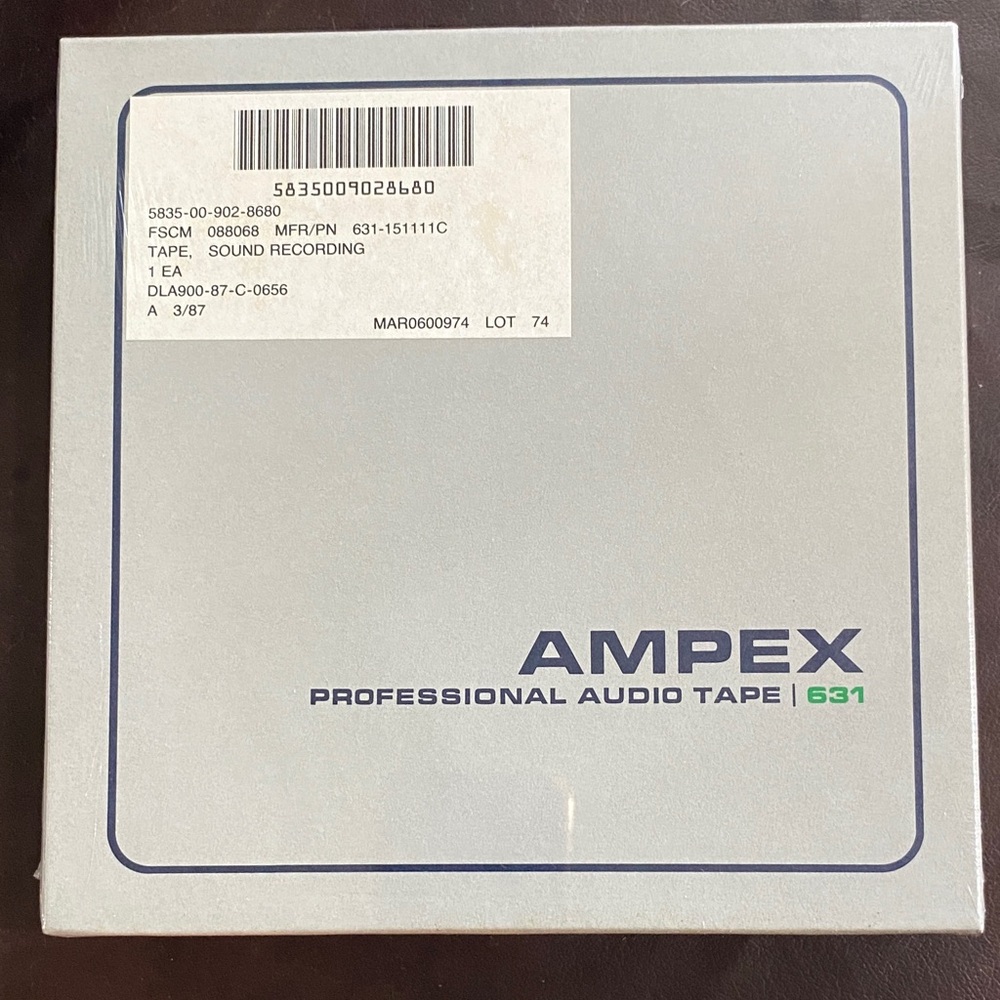 5835009028680
5835-00-902-8680
FSCM 088068 MFR/PN 631-151111C
TAPE, SOUND RECORDING
1 EA
DLA900-87-C-0656
A 3/87
MAR0600974 LOT 74
AMPEX
PROFESSIONAL AUDIO TAPE | 631